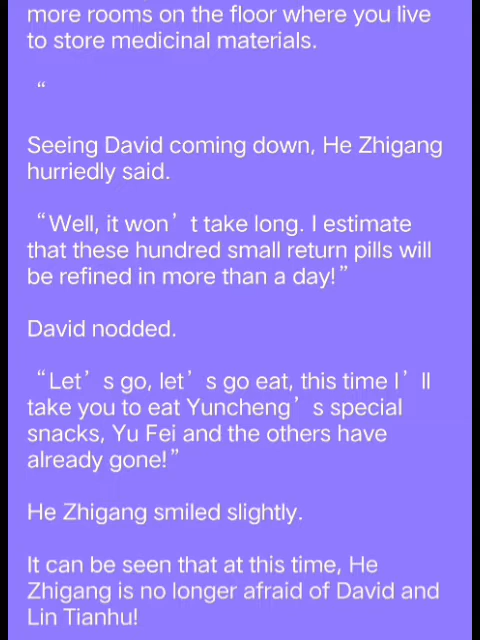 more rooms on the floor where you live
to store medicinal materials.
“
Seeing David coming down, He Zhigang
hurriedly said.
“Well, it won’t take long. I estimate
that these hundred small return pills will
be refined in more than a day!”
David nodded.
“Let’s go, let’s go eat, this time I’ll
take you to eat Yuncheng’s special
snacks, Yu Fei and the others have
already gone!”
He Zhigang smiled slightly.
It can be seen that at this time, He
Zhigang is no longer afraid of David and
Lin Tianhu!